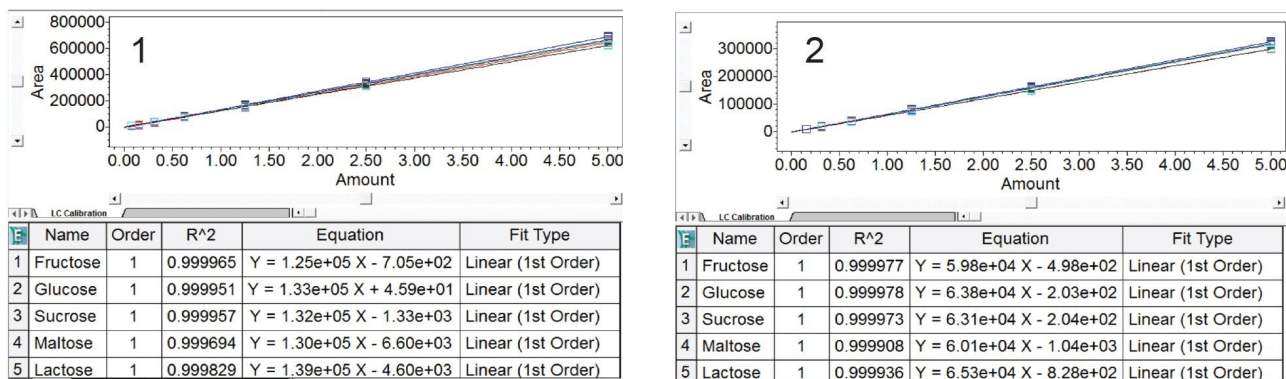 1
Area
800000
600000
400000
200000
0
0.00 0.50 1.00 1.50 2.00 2.50 3.00 3.50 4.00 4.50 5.00
Amount
LC Calibration
Name Order R^2 Equation Fit Type
1 Fructose 1 0.999965 Y = 1.25e+05 X - 7.05e+02 Linear (1st Order)
2 Glucose 1 0.999951 Y = 1.33e+05 X + 4.59e+01 Linear (1st Order)
3 Sucrose 1 0.999957 Y = 1.32e+05 X - 1.33e+03 Linear (1st Order)
4 Maltose 1 0.999694 Y = 1.30e+05 X - 6.60e+03 Linear (1st Order)
5 Lactose 1 0.999829 Y = 1.39e+05 X - 4.60e+03 Linear (1st Order)
2
Area
300000
200000
100000
0
0.00 0.50 1.00 1.50 2.00 2.50 3.00 3.50 4.00 4.50 5.00
Amount
LC Calibration
Name Order R^2 Equation Fit Type
1 Fructose 1 0.999977 Y = 5.98e+04 X - 4.98e+02 Linear (1st Order)
2 Glucose 1 0.999978 Y = 6.38e+04 X - 2.03e+02 Linear (1st Order)
3 Sucrose 1 0.999973 Y = 6.31e+04 X - 2.04e+02 Linear (1st Order)
4 Maltose 1 0.999908 Y = 6.01e+04 X - 1.04e+03 Linear (1st Order)
5 Lactose 1 0.999936 Y = 6.53e+04 X - 8.28e+02 Linear (1st Order)